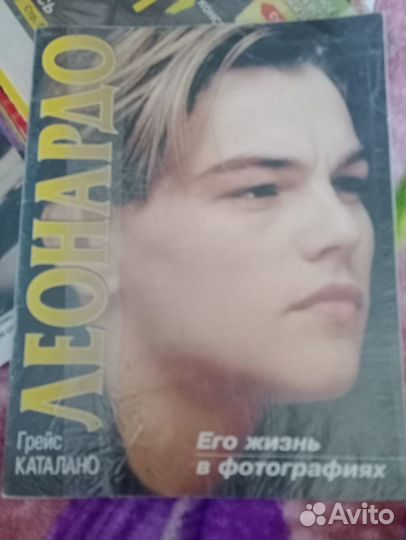 ЛЕОНАРДО
Грейс
КАТАЛАНО
Его жизнь
в фотографиях
Avito